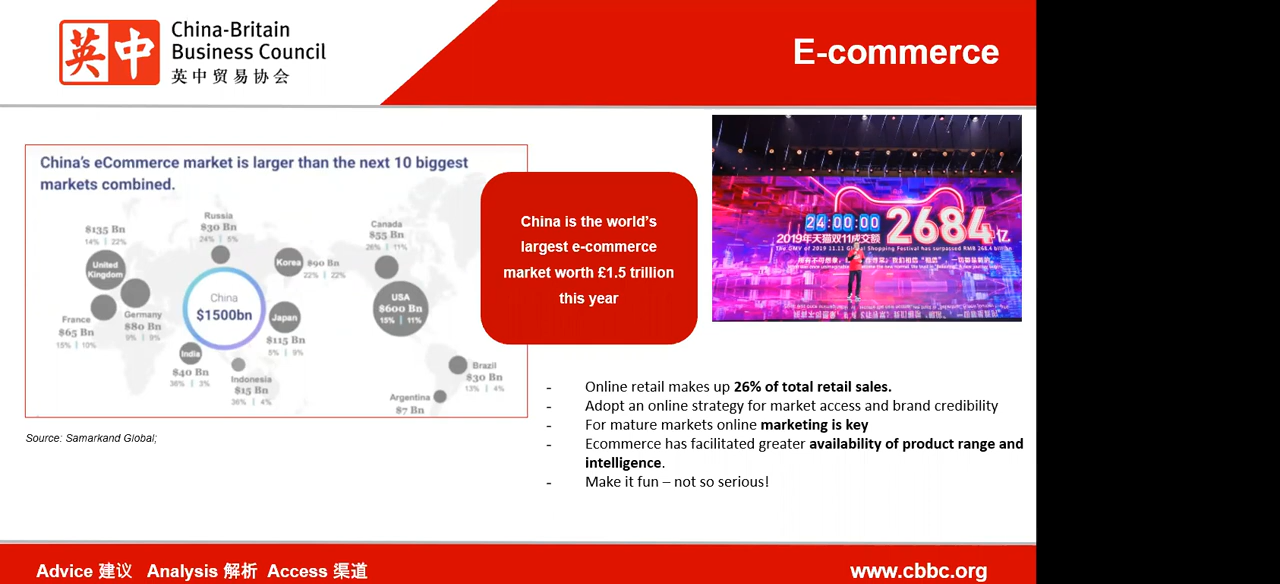 英中
China-Britain
Business Council
英中贸易协会
E-commerce
China's eCommerce market is larger than the next 10 biggest
markets combined.
$135 Bn
14% | 22%
United
Kingdom
Russia
$30 Bn
24% | 5%
Canada
$55 Bn
26% | 11%
Korea $90 Bn
22% | 22%
China
$1500bn
USA
$600 Bn
15% | 11%
France
$65 Bn
15% | 10%
Germany
$80 Bn
9% | 9%
Japan
$115 Bn
5% | 9%
India
$40 Bn
36% | 3%
Indonesia
$15 Bn
36% | 4%
Brazil
$30 Bn
13% | 4%
Argentina
$7 Bn
Source: Samarkand Global;
China is the world's
largest e-commerce
market worth £1.5 trillion
this year
24:00:00
2684亿
2019年天猫双11成交额
- Online retail makes up 26% of total retail sales.
- Adopt an online strategy for market access and brand credibility
- For mature markets online marketing is key
- Ecommerce has facilitated greater availability of product range and
intelligence.
- Make it fun – not so serious!
Advice 建议 Analysis 解析 Access 渠道
www.cbbc.org